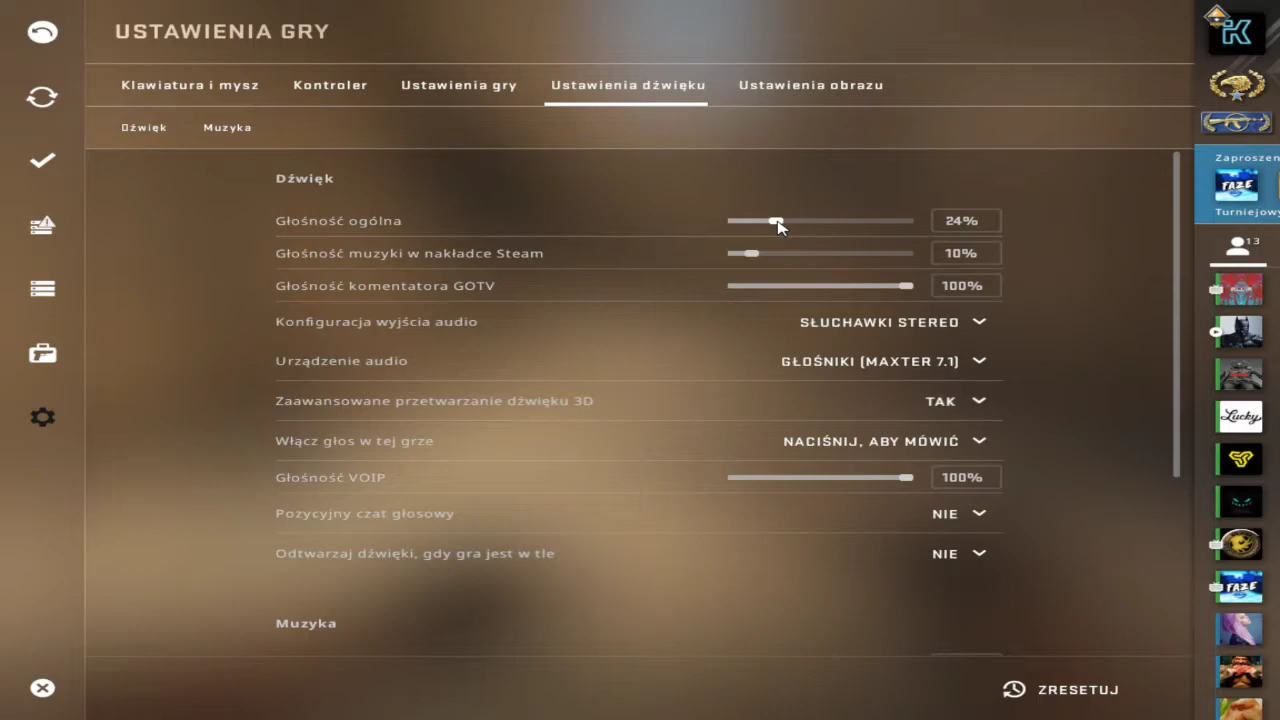 USTAWIENIA GRY
Klawiatura i mysz Kontroler Ustawienia gry Ustawienia dźwięku Ustawienia obrazu
Dźwięk Muzyka
Dźwięk
Głośność ogólna 24%
Głośność muzyki w nakładce Steam 10%
Głośność komentatora GOTV 100%
Konfiguracja wyjścia audio SŁUCHAWKI STEREO
Urządzenie audio GŁOŚNIKI (MAXTER 7.1)
Zaawansowane przetwarzanie dźwięku 3D TAK
Włącz głos w tej grze NACIŚNIJ, ABY MÓWIĆ
Głośność VOIP 100%
Pozycyjny czat głosowy NIE
Odtwarzaj dźwięki, gdy gra jest w tle NIE
Muzyka
ZRESETUJ
K
Zaproszen
FAZE
Turniejowy
13
Lucky
FAZE